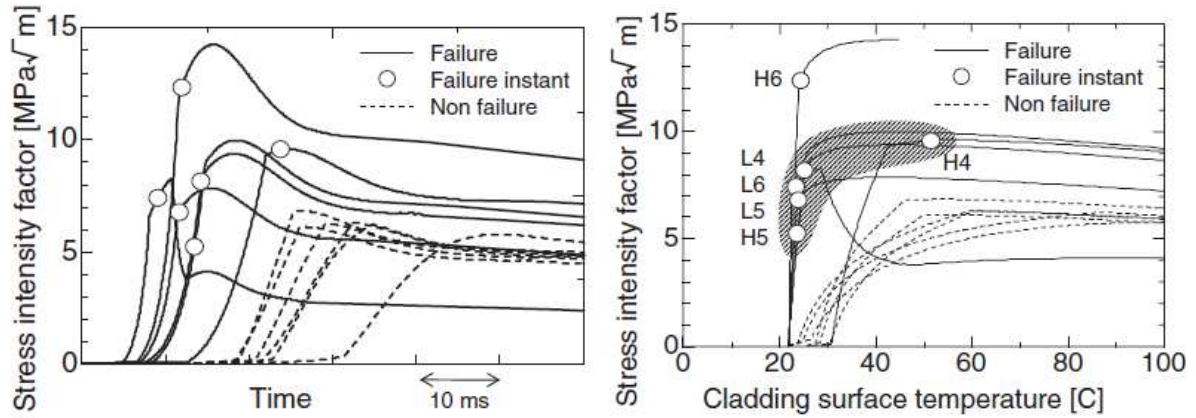 Stress intensity factor [MPa√m]
15
10
5
0
Failure
Failure instant
Non failure
Time
10 ms
Stress intensity factor [MPa√m]
15
10
5
0
Failure
Failure instant
Non failure
H6
L4
L6
L5
H5
H4
0 20 40 60 80 100
Cladding surface temperature [C]